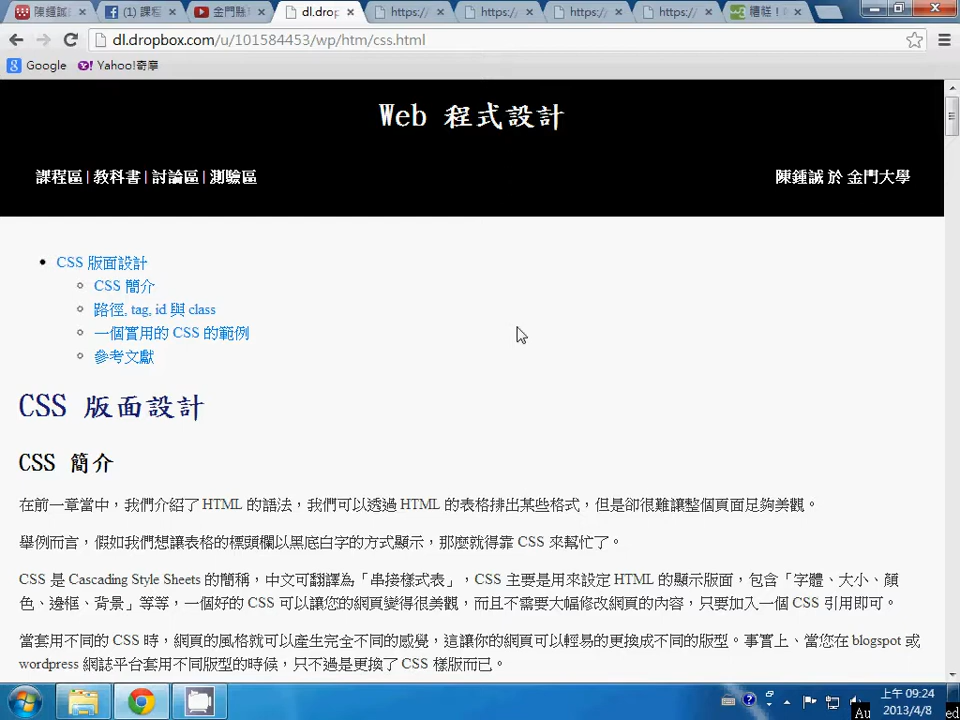 陳鍾誠
(1) 課程
金門縣
dl.drop
https:/
https:/
https:/
https:/
糟糕！
dl.dropbox.com/u/101584453/wp/htm/css.html
Google Yahoo!奇摩
Web 程式設計
課程區 | 教科書 | 討論區 | 測驗區 陳鍾誠 於 金門大學
CSS 版面設計
CSS 簡介
路徑, tag, id 與 class
一個實用的 CSS 的範例
參考文獻
CSS 版面設計
CSS 簡介
在前一章當中，我們介紹了 HTML 的語法，我們可以透過 HTML 的表格排出某些格式，但是卻很難讓整個頁面足夠美觀。
舉例而言，假如我們想讓表格的標頭欄以黑底白字的方式顯示，那麼就得靠 CSS 來幫忙了。
CSS 是 Cascading Style Sheets 的簡稱，中文可翻譯為「串接樣式表」，CSS 主要是用來設定 HTML 的顯示版面，包含「字體、大小、顏
色、邊框、背景」等等，一個好的 CSS 可以讓您的網頁變得很美觀，而且不需要大幅修改網頁的內容，只要加入一個 CSS 引用即可。
當套用不同的 CSS 時，網頁的風格就可以產生完全不同的感覺，這讓你的網頁可以輕易的更換成不同的版型。事實上、當您在 blogspot 或
wordpress 網誌平台套用不同版型的時候，只不過是更換了 CSS 樣版而已。
上午 09:24
2013/4/8
Au ed